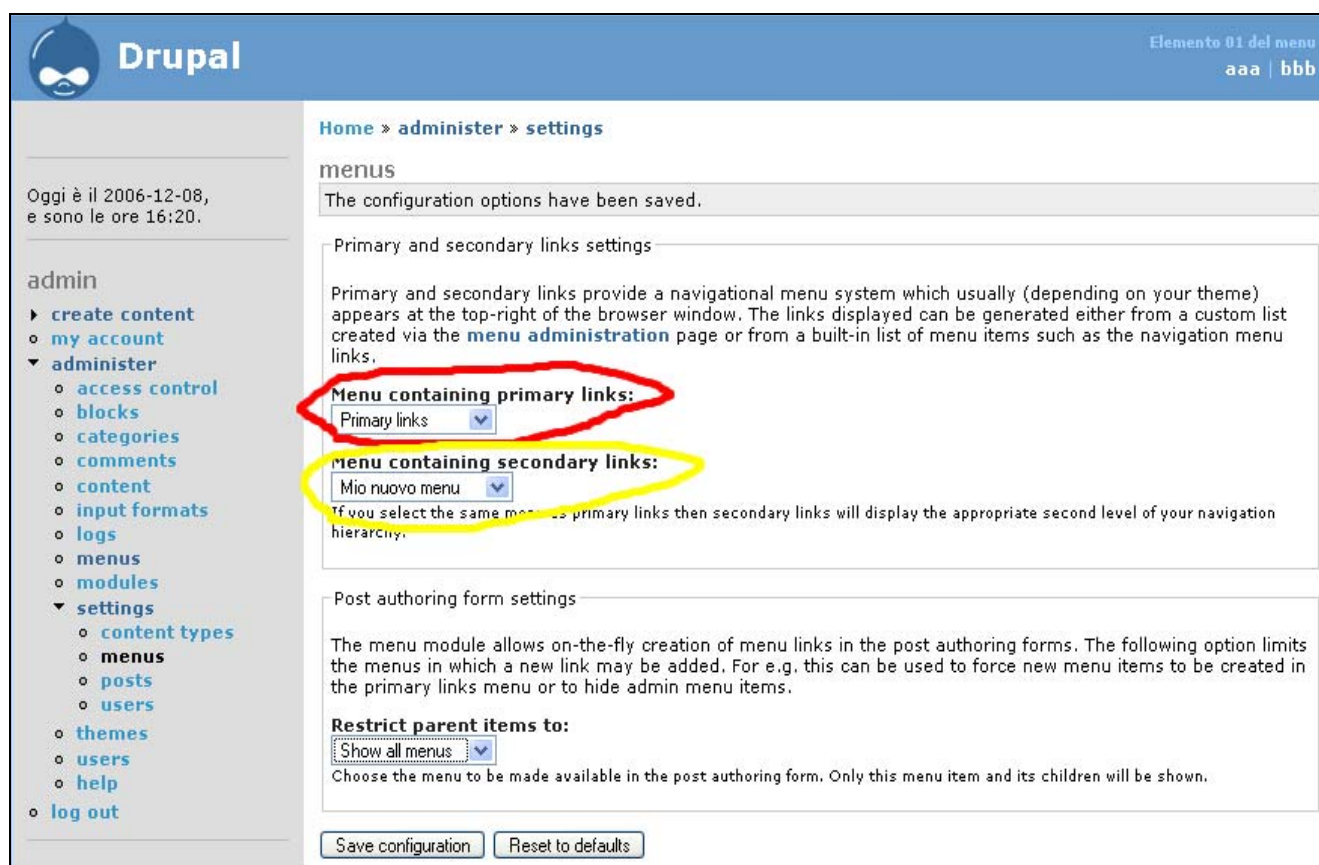 Drupal
Elemento 01 del menu
aaa | bbb
Home » administer » settings
menus
The configuration options have been saved.
Oggi è il 2006-12-08,
e sono le ore 16:20.
admin
create content
my account
administer
access control
blocks
categories
comments
content
input formats
logs
menus
modules
settings
content types
menus
posts
users
themes
users
help
log out
Primary and secondary links settings
Primary and secondary links provide a navigational menu system which usually (depending on your theme)
appears at the top-right of the browser window. The links displayed can be generated either from a custom list
created via the menu administration page or from a built-in list of menu items such as the navigation menu
links.
Menu containing primary links:
Primary links
Menu containing secondary links:
Mio nuovo menu
If you select the same primary links then secondary links will display the appropriate second level of your navigation
hierarchy.
Post authoring form settings
The menu module allows on-the-fly creation of menu links in the post authoring forms. The following option limits
the menus in which a new link may be added. For e.g. this can be used to force new menu items to be created in
the primary links menu or to hide admin menu items.
Restrict parent items to:
Show all menus
Choose the menu to be made available in the post authoring form. Only this menu item and its children will be shown.
Save configuration
Reset to defaults